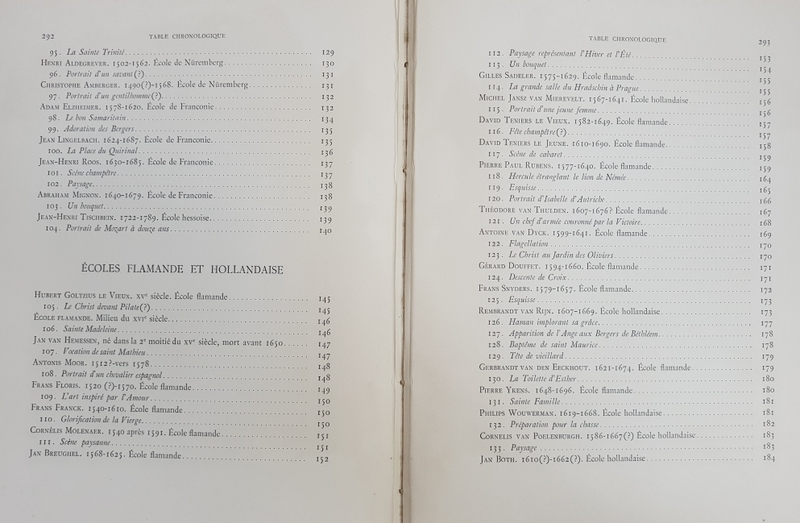 292 TABLE CHRONOLOGIQUE
95. La Sainte Trinité 129
HENRI ALDEGREVER. 1502-1562. École de Nüremberg 130
96. Portrait d'un savant(?) 131
CHRISTOPHE AMBERGER. 1490(?)-1568. École de Nüremberg 131
97. Portrait d'un gentilhomme(?) 132
ADAM ELZHEIMER. 1578-1620. École de Franconie 132
98. Le bon Samaritain 134
99. Adoration des Bergers 135
JEAN LINGELBACH. 1624-1687. École de Franconie 135
100. La Place du Quirinal 136
JEAN-HENRI ROOS. 1630-1685. École de Franconie 137
101. Scène champêtre 137
102. Paysage 138
ABRAHAM MIGNON. 1640-1679. École de Franconie 138
103. Un bouquet 139
JEAN-HENRI TISCHBEIN. 1722-1789. École hessoise 139
104. Portrait de Mozart à douze ans 140
ÉCOLES FLAMANDE ET HOLLANDAISE
HUBERT GOLTHUS LE VIEUX. XVe siècle. École flamande 145
105. Le Christ devant Pilate(?) 145
ÉCOLE FLAMANDE. Milieu du XVIe siècle 146
106. Sainte Madeleine 146
JAN VAN HEMESSEN, né dans la 2e moitié du XVe siècle, mort avant 1650 147
107. Vocation de saint Mathieu 147
ANTONIS MOOR. 1512?-vers 1578 148
108. Portrait d'un chevalier espagnol 148
FRANS FLORIS. 1520 (?)-1570. École flamande 149
109. L'art inspiré par l'Amour 150
FRANS FRANCK. 1540-1610. École flamande 150
110. Glorification de la Vierge 150
CORNÉLIS MOLENAER. 1540 après 1591. École flamande 151
111. Scène paysanne 151
JAN BREUGHEL. 1568-1625. École flamande 152
TABLE CHRONOLOGIQUE 293
112. Paysage représentant l'Hiver et l'Été 153
113. Un bouquet 154
GILLES SADELER. 1575-1629. École flamande 155
114. La grande salle du Hradschin à Prague 155
MICHEL JANSZ VAN MIEREVELT. 1567-1641. École hollandaise 156
115. Portrait d'une jeune femme 156
DAVID TENIERS LE VIEUX. 1582-1649. École flamande 157
116. Fête champêtre(?) 157
DAVID TENIERS LE JEUNE. 1610-1690. École flamande 158
117. Scène de cabaret 159
PIERRE PAUL RUBENS. 1577-1640. École flamande 159
118. Hercule étranglant le lion de Némée 164
119. Esquisse 165
120. Portrait d'Isabelle d'Autriche 166
THÉODORE VAN THULDEN. 1607-1676? École flamande 167
121. Un chef d'armée couronné par la Victoire 168
ANTOINE VAN DYCK. 1599-1641. École flamande 169
122. Flagellation 170
123. Le Christ au Jardin des Oliviers 170
GÉRARD DOUFFET. 1594-1660. École flamande 171
124. Descente de Croix 171
FRANS SNYDERS. 1579-1657. École flamande 172
125. Esquisse 173
REMBRANDT VAN RIJN. 1607-1669. École hollandaise 173
126. Haman implorant sa grâce 177
127. Apparition de l'Ange aux Bergers de Béthléem 178
128. Baptême de saint Maurice 178
129. Tête de vieillard 179
GERBRANDT VAN DEN EECKHOUT. 1621-1674. École flamande 179
130. La Toilette d'Esther 180
PIERRE YKENS. 1648-1696. École flamande 180
131. Sainte Famille 181
PHILIPS WOUWERMAN. 1619-1668. École hollandaise 181
132. Préparation pour la chasse 182
CORNELIS VAN POELENBURGH. 1586-1667(?) École hollandaise 183
133. Paysage 183
JAN BOTH. 1610(?)-1662(?). École hollandaise 184